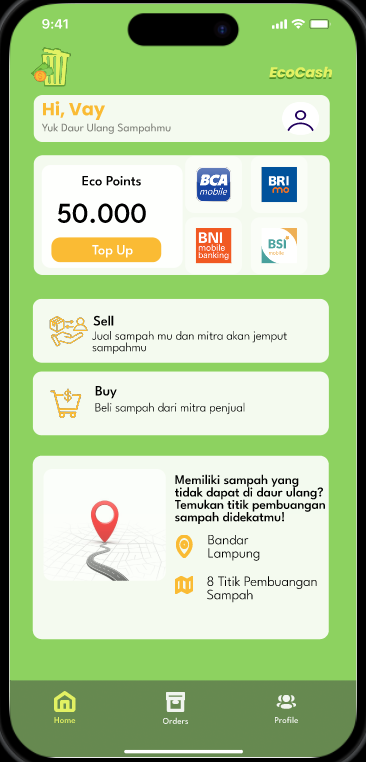 9:41
EcoCash
Hi, Vay
Yuk Daur Ulang Sampahmu
Eco Points
50.000
Top Up
BCA
mobile
BRI
mo
BNI
mobile
banking
BSI
mobile
Sell
Jual sampah mu dan mitra akan jemput
sampahmu
Buy
Beli sampah dari mitra penjual
Memiliki sampah yang
tidak dapat di daur ulang?
Temukan titik pembuangan
sampah didekatmu!
Bandar
Lampung
8 Titik Pembuangan
Sampah
Home
Orders
Profile